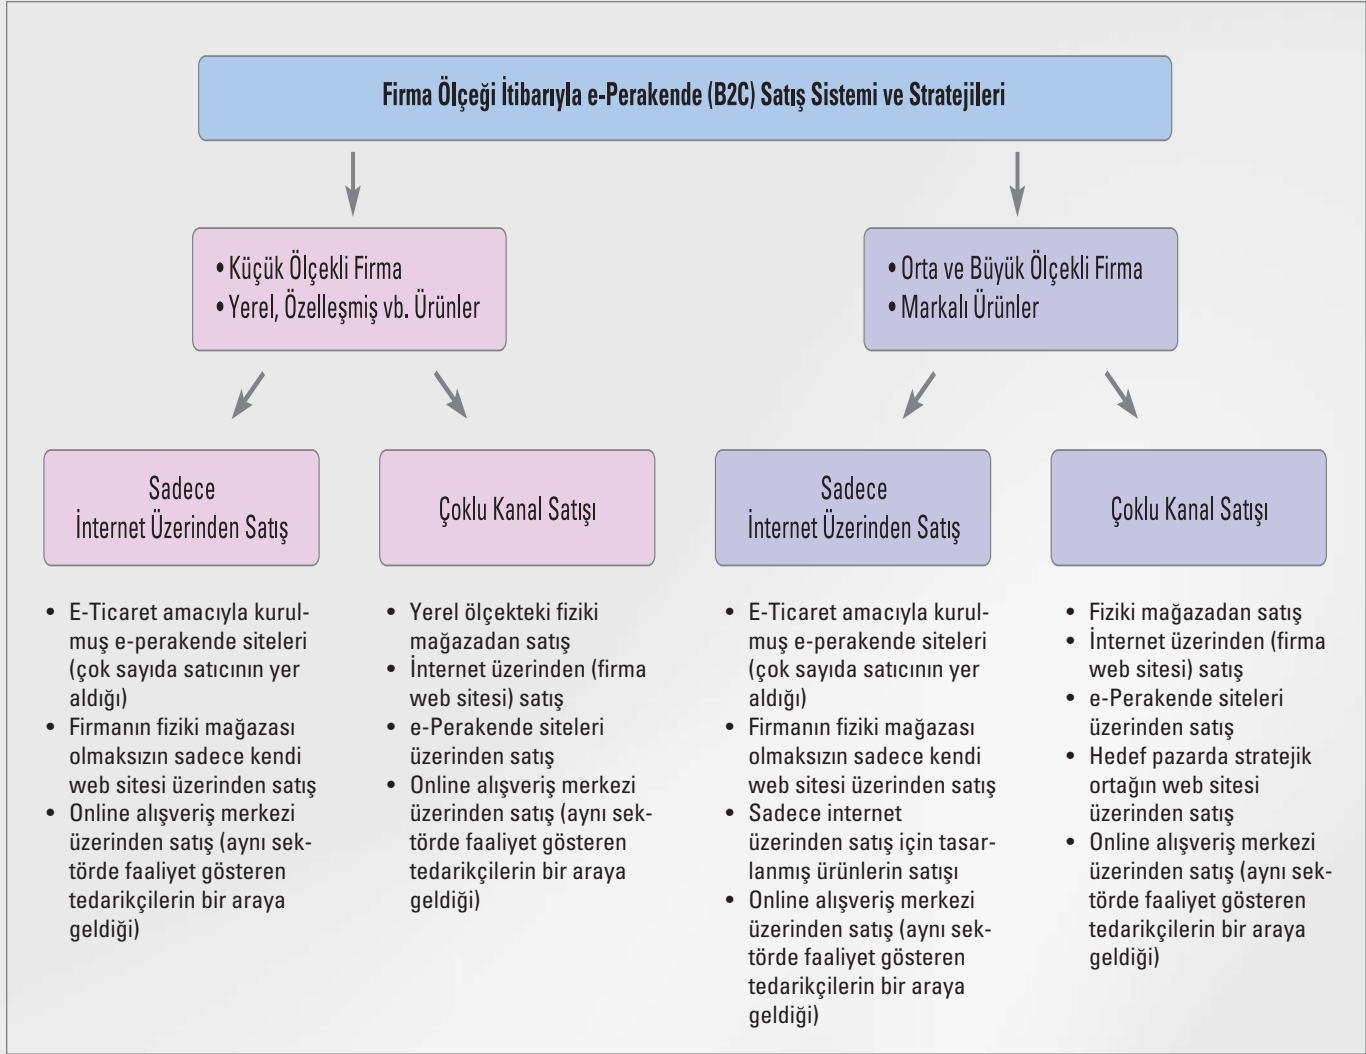 Firma Ölçeği İtibarıyla e-Perakende (B2C) Satış Sistemi ve Stratejileri
• Küçük Ölçekli Firma
• Yerel, Özelleşmiş vb. Ürünler
• Orta ve Büyük Ölçekli Firma
• Markalı Ürünler
Sadece
İnternet Üzerinden Satış
Çoklu Kanal Satışı
Sadece
İnternet Üzerinden Satış
Çoklu Kanal Satışı
• E-Ticaret amacıyla kurul-
muş e-perakende siteleri
(çok sayıda satıcının yer
aldığı)
• Firmanın fiziki mağazası
olmaksızın sadece kendi
web sitesi üzerinden satış
• Online alışveriş merkezi
üzerinden satış (aynı sek-
törde faaliyet gösteren
tedarikçilerin bir araya
geldiği)
• Yerel ölçekteki fiziki
mağazadan satış
• İnternet üzerinden (firma
web sitesi) satış
• e-Perakende siteleri
üzerinden satış
• Online alışveriş merkezi
üzerinden satış (aynı sek-
törde faaliyet gösteren
tedarikçilerin bir araya
geldiği)
• E-Ticaret amacıyla kurul-
muş e-perakende siteleri
(çok sayıda satıcının yer
aldığı)
• Firmanın fiziki mağazası
olmaksızın sadece kendi
web sitesi üzerinden satış
• Sadece internet
üzerinden satış için tasar-
lanmış ürünlerin satışı
• Online alışveriş merkezi
üzerinden satış (aynı sek-
törde faaliyet gösteren
tedarikçilerin bir araya
geldiği)
• Fiziki mağazadan satış
• İnternet üzerinden (firma
web sitesi) satış
• e-Perakende siteleri
üzerinden satış
• Hedef pazarda stratejik
ortağın web sitesi
üzerinden satış
• Online alışveriş merkezi
üzerinden satış (aynı sek-
törde faaliyet gösteren
tedarikçilerin bir araya
geldiği)